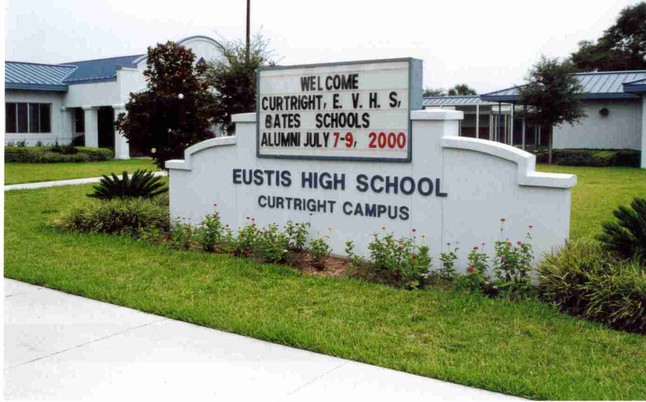 WELCOME
CURTRIGHT, E. V. H S,
BATES SCHOOLS
ALUMNI JULY 7-9, 2000
EUSTIS HIGH SCHOOL
CURTRIGHT CAMPUS